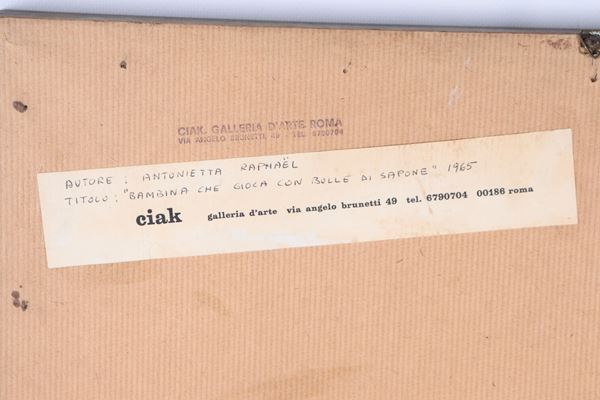 CIAK. GALLERIA D'ARTE ROMA
VIA ANGELO BRUNETTI 49 . TEL 6790704
AUTORE : ANTONIETTA RAPHAËL
TITOLO : "BAMBINA CHE GIOCA CON BOLLE DI SAPONE" 1965
ciak galleria d'arte via angelo brunetti 49 tel. 6790704 00186 roma